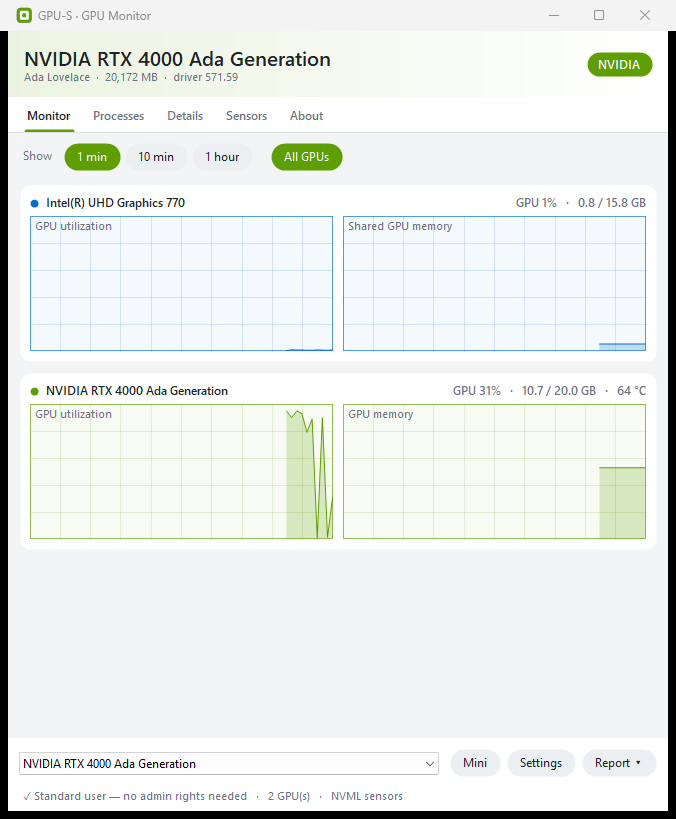 GPU-S · GPU Monitor
NVIDIA RTX 4000 Ada Generation
Ada Lovelace · 20,172 MB · driver 571.59
NVIDIA
Monitor Processes Details Sensors About
Show 1 min 10 min 1 hour All GPUs
Intel(R) UHD Graphics 770 GPU 1% · 0.8 / 15.8 GB
GPU utilization Shared GPU memory
NVIDIA RTX 4000 Ada Generation GPU 31% · 10.7 / 20.0 GB · 64 °C
GPU utilization GPU memory
NVIDIA RTX 4000 Ada Generation Mini Settings Report
✓ Standard user — no admin rights needed · 2 GPU(s) · NVML sensors